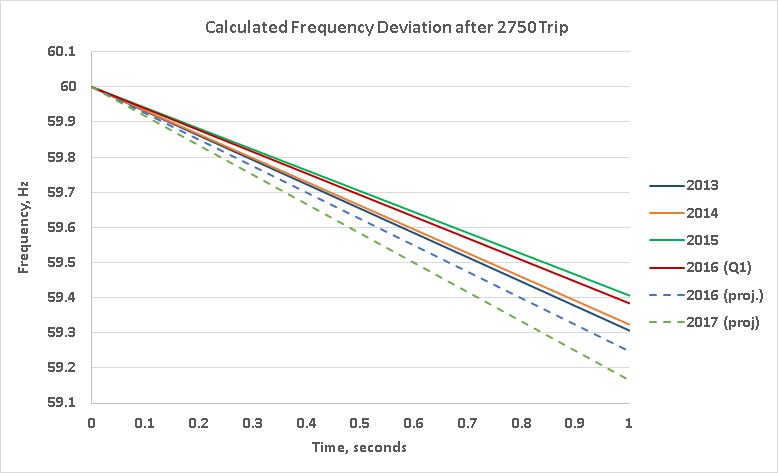 Calculated Frequency Deviation after 2750 Trip
60.1
60
59.9
59.8
59.7
59.6
59.5
59.4
59.3
59.2
59.1
Frequency, Hz
0 0.1 0.2 0.3 0.4 0.5 0.6 0.7 0.8 0.9 1
Time, seconds
2013
2014
2015
2016 (Q1)
2016 (proj.)
2017 (proj)